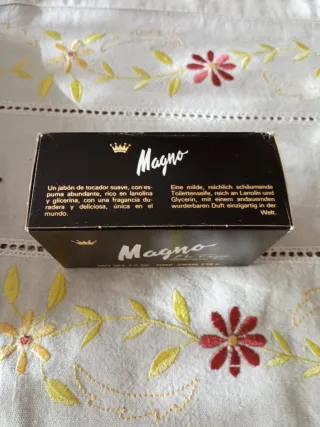 Magno
Un jabón de tocador suave, con es-
puma abundante, rico en lanolina
y glicerina, con una fragancia du-
radera y deliciosa, única en el
mundo.
Eine milde, reichlich schäumende
Toilettenseife, reich an Lanolin und
Glycerin, mit einem andauernden
wunderbaren Duft einzigartig in der
Welt.
Magno